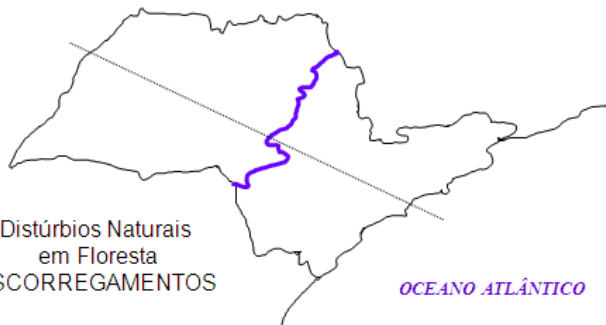 Distúrbios Naturais
em Floresta
SCORREGAMENTOS
OCEANO ATLÂNTICO